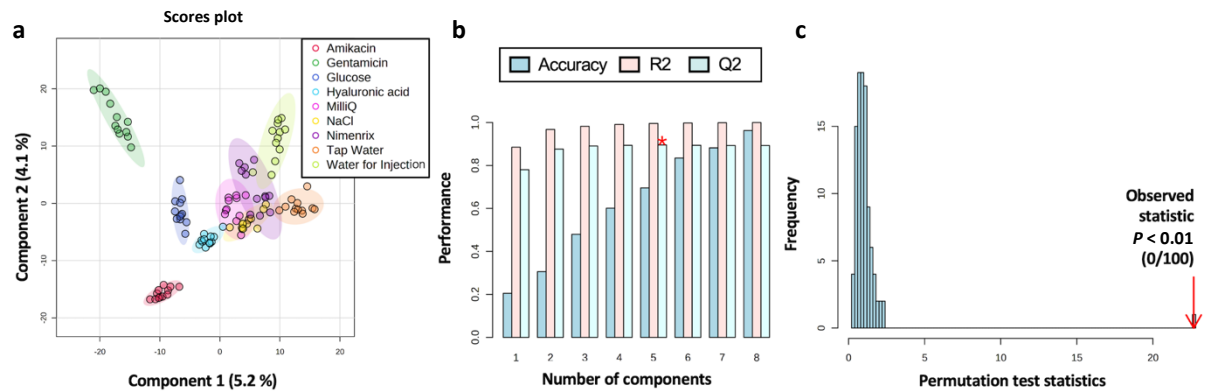 a
Scores plot
Amikacin
Gentamicin
Glucose
Hyaluronic acid
MilliQ
NaCl
Nimenrix
Tap Water
Water for Injection
Component 2 (4.1 %)
20
10
0
-10
-20
-20
-10
0
10
20
Component 1 (5.2 %)
b
Accuracy
R2
Q2
Performance
1.0
0.8
0.6
0.4
0.2
0.0
*
1
2
3
4
5
6
7
8
Number of components
c
Frequency
15
10
5
0
Observed
statistic
P < 0.01
(0/100)
0
5
10
15
20
Permutation test statistics